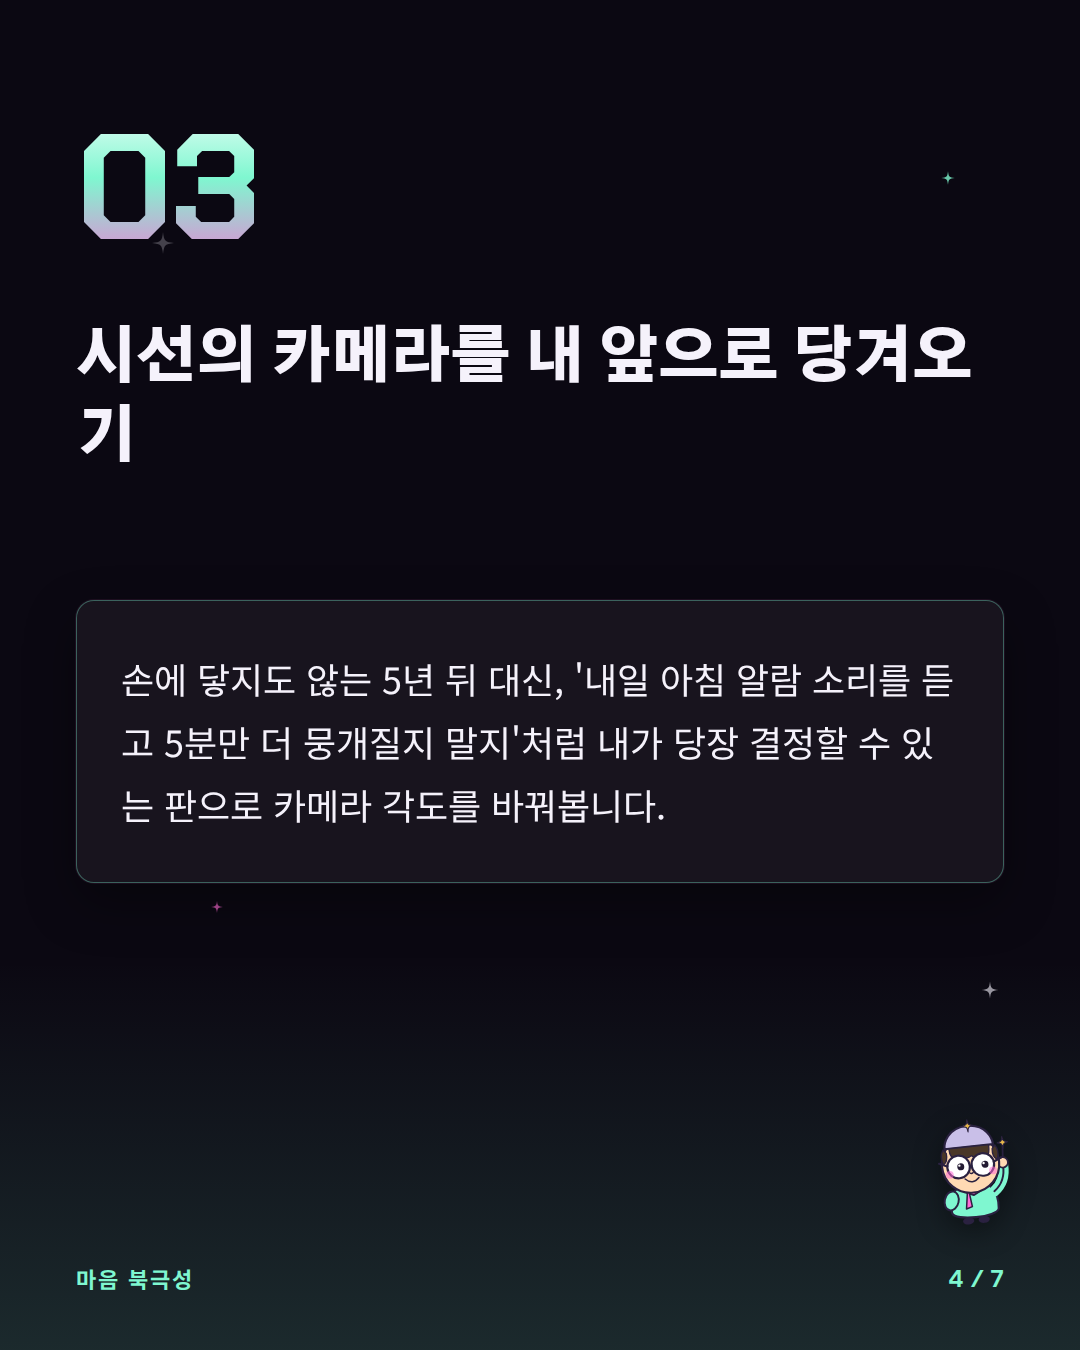 03
시선의 카메라를 내 앞으로 당겨오
기
손에 닿지도 않는 5년 뒤 대신, '내일 아침 알람 소리를 듣
고 5분만 더 뭉개질지 말지'처럼 내가 당장 결정할 수 있
는 판으로 카메라 각도를 바꿔봅니다.
마음 북극성
4 / 7